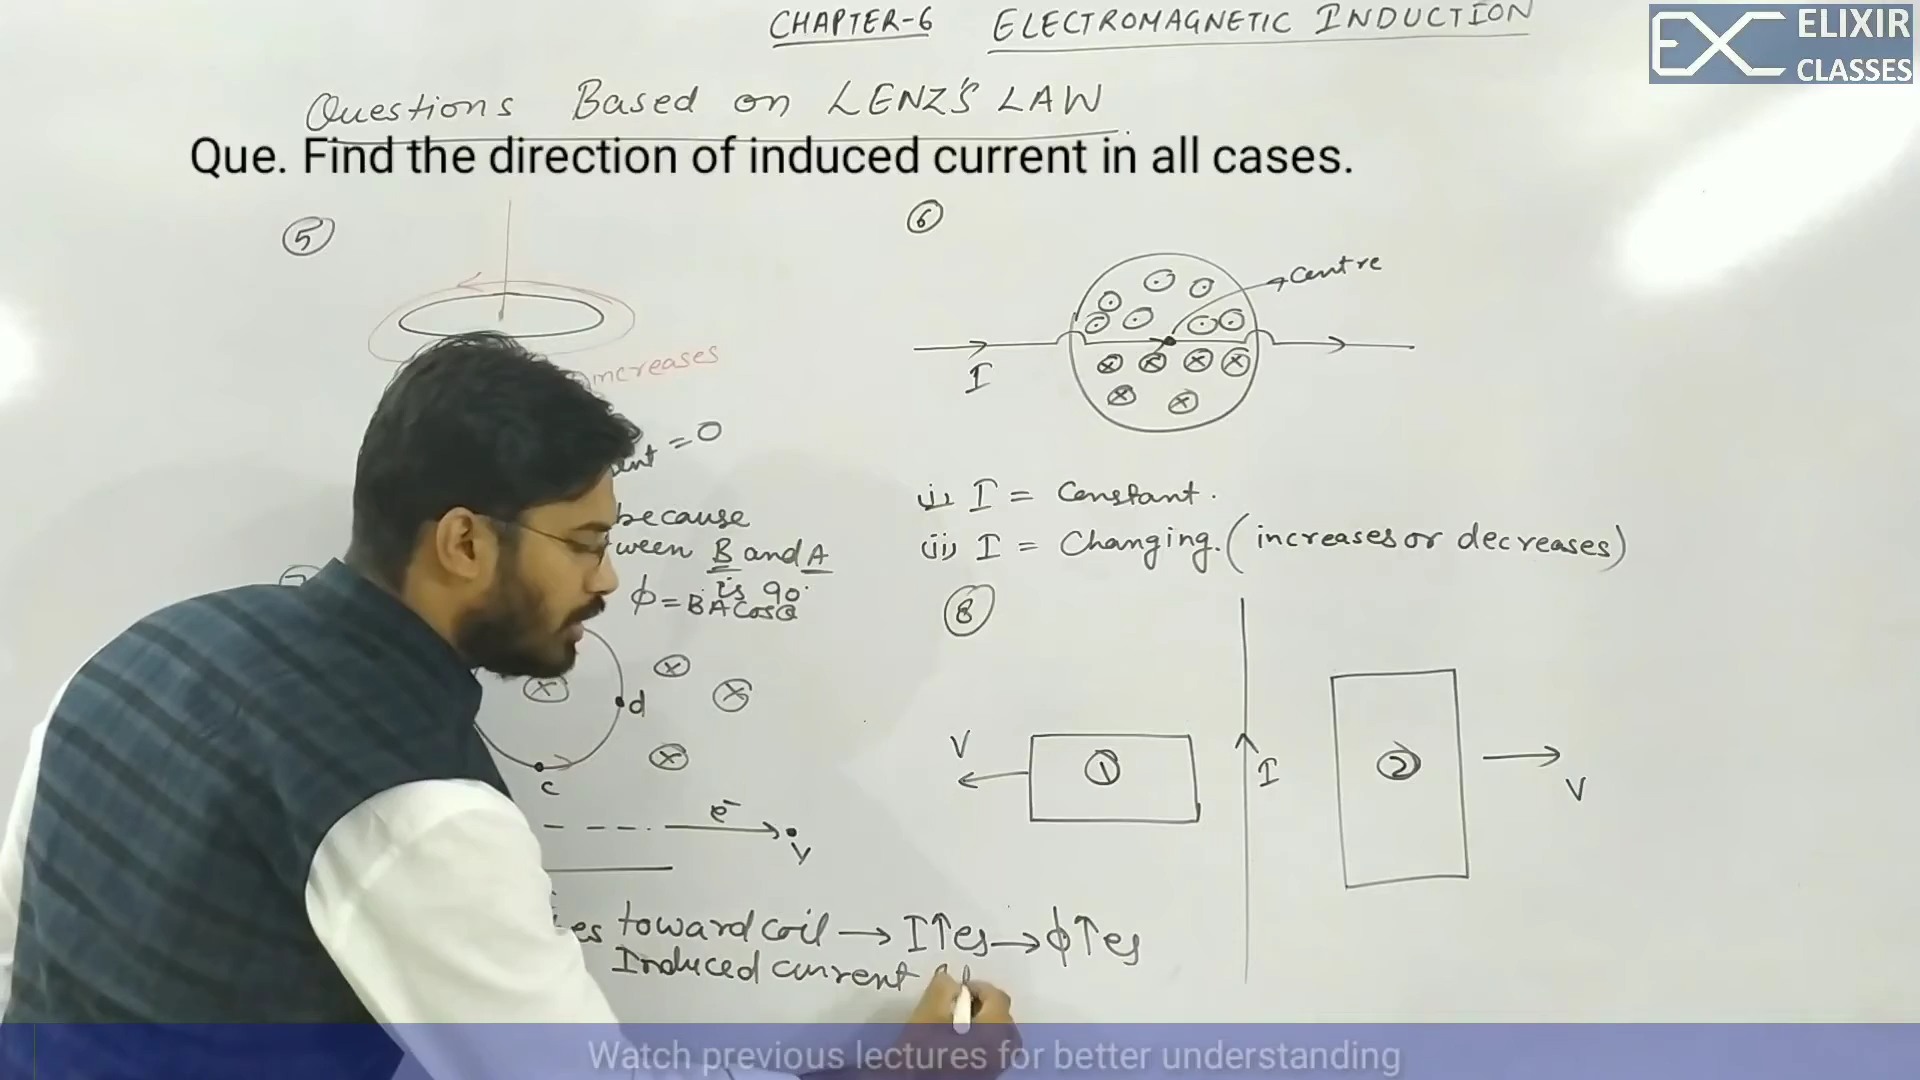 CHAPTER-6 ELECTROMAGNETIC INDUCTION
ELIXIR
CLASSES
Questions Based on LENZ'S LAW
Que. Find the direction of induced current in all cases.
5
increases
= 0
because
B and A
is 90°
ϕ = BACosθ
6
centre
I
(i) I = Constant.
(ii) I = Changing. (increases or decreases)
d
c
e⁻
8
V
1
I
2
V
toward coil → I↑es → ϕ↑es
Induced current
Watch previous lectures for better understanding